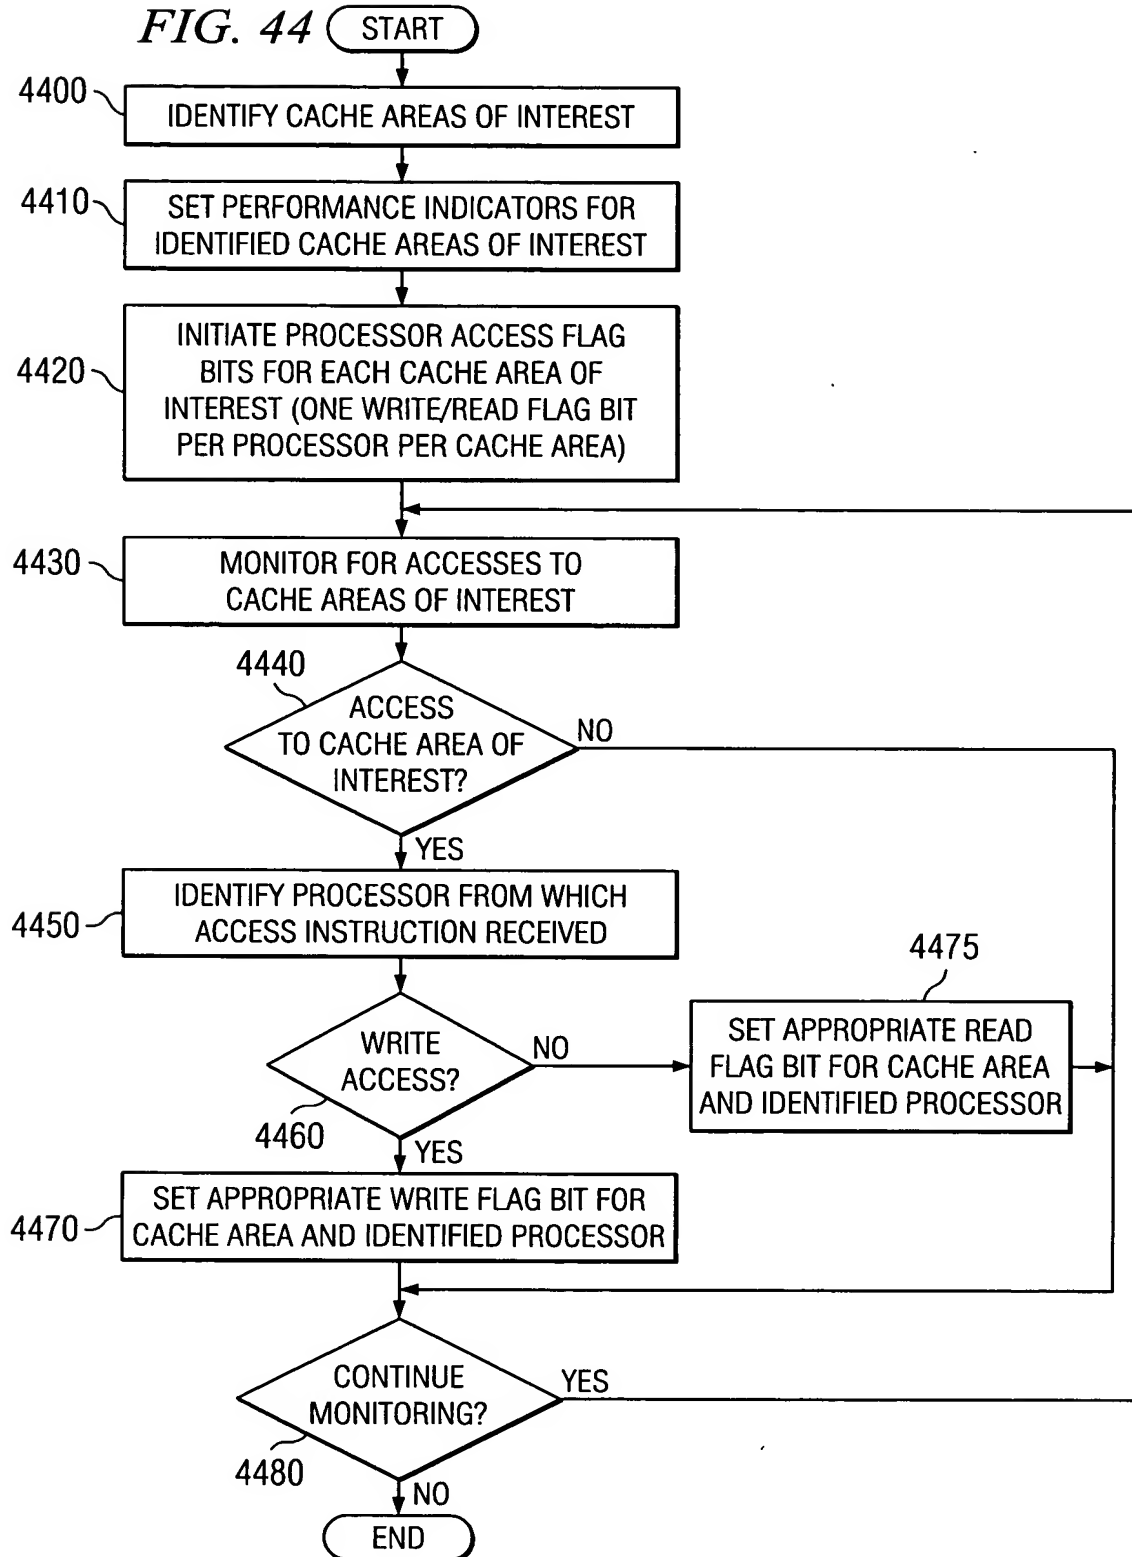 FIG. 44
START
4400
IDENTIFY CACHE AREAS OF INTEREST
4410
SET PERFORMANCE INDICATORS FOR
IDENTIFIED CACHE AREAS OF INTEREST
4420
INITIATE PROCESSOR ACCESS FLAG
BITS FOR EACH CACHE AREA OF
INTEREST (ONE WRITE/READ FLAG BIT
PER PROCESSOR PER CACHE AREA)
4430
MONITOR FOR ACCESSES TO
CACHE AREAS OF INTEREST
4440
ACCESS
TO CACHE AREA OF
INTEREST?
NO
YES
4450
IDENTIFY PROCESSOR FROM WHICH
ACCESS INSTRUCTION RECEIVED
4475
SET APPROPRIATE READ
FLAG BIT FOR CACHE AREA
AND IDENTIFIED PROCESSOR
WRITE
ACCESS?
NO
4460
YES
4470
SET APPROPRIATE WRITE FLAG BIT FOR
CACHE AREA AND IDENTIFIED PROCESSOR
CONTINUE
MONITORING?
YES
4480
NO
END